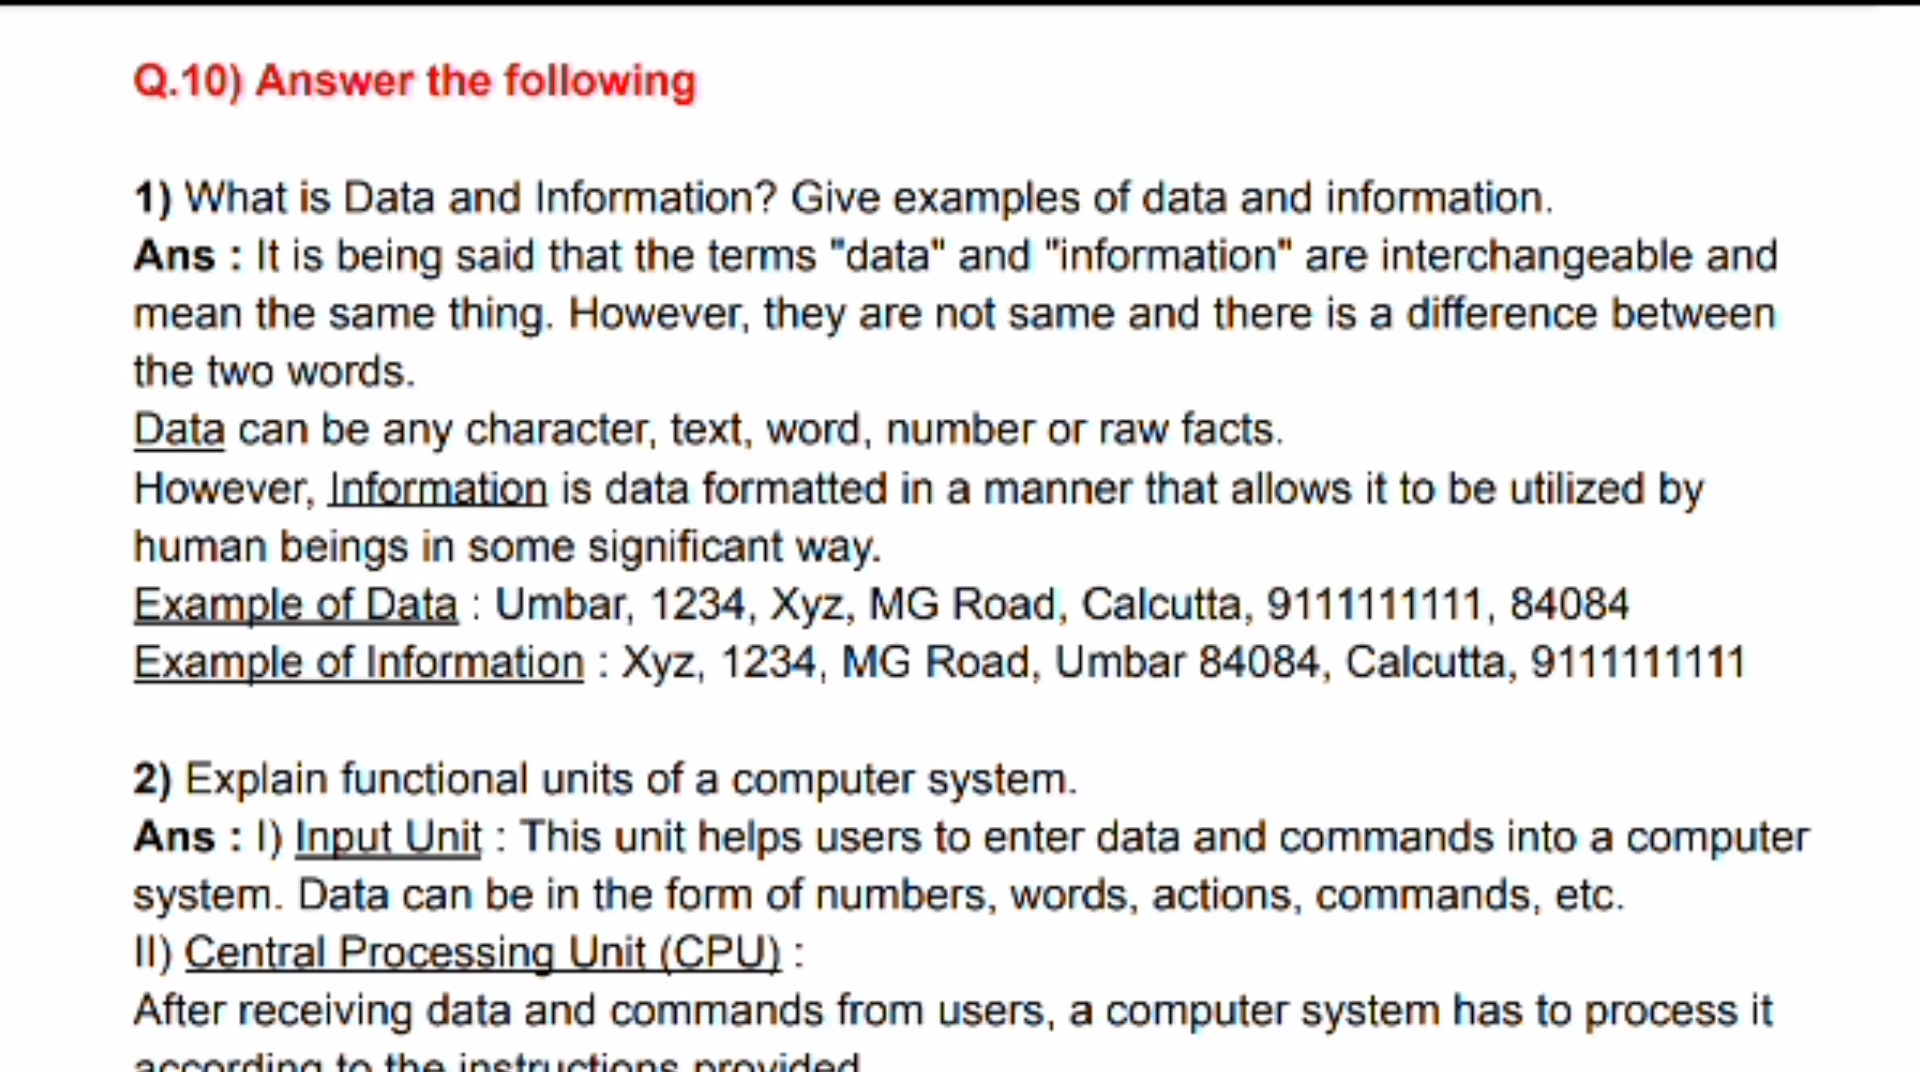 Q.10) Answer the following
1) What is Data and Information? Give examples of data and information.
Ans : It is being said that the terms "data" and "information" are interchangeable and
mean the same thing. However, they are not same and there is a difference between
the two words.
Data can be any character, text, word, number or raw facts.
However, Information is data formatted in a manner that allows it to be utilized by
human beings in some significant way.
Example of Data : Umbar, 1234, Xyz, MG Road, Calcutta, 9111111111, 84084
Example of Information : Xyz, 1234, MG Road, Umbar 84084, Calcutta, 9111111111
2) Explain functional units of a computer system.
Ans : I) Input Unit : This unit helps users to enter data and commands into a computer
system. Data can be in the form of numbers, words, actions, commands, etc.
II) Central Processing Unit (CPU) :
After receiving data and commands from users, a computer system has to process it
according to the instructions provided